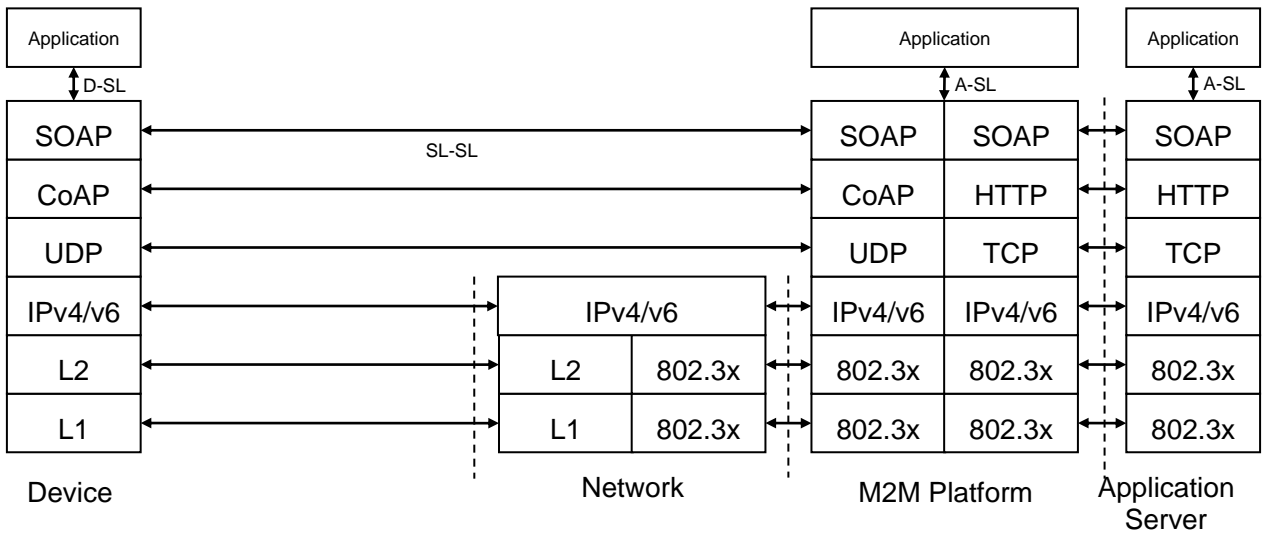 Application
Application
Application
D-SL
A-SL
A-SL
SOAP
SOAP
SOAP
SOAP
SL-SL
CoAP
CoAP
HTTP
HTTP
UDP
UDP
TCP
TCP
IPv4/v6
IPv4/v6
IPv4/v6
IPv4/v6
IPv4/v6
L2
L2
802.3x
802.3x
802.3x
802.3x
L1
L1
802.3x
802.3x
802.3x
802.3x
Device
Network
M2M Platform
Application
Server